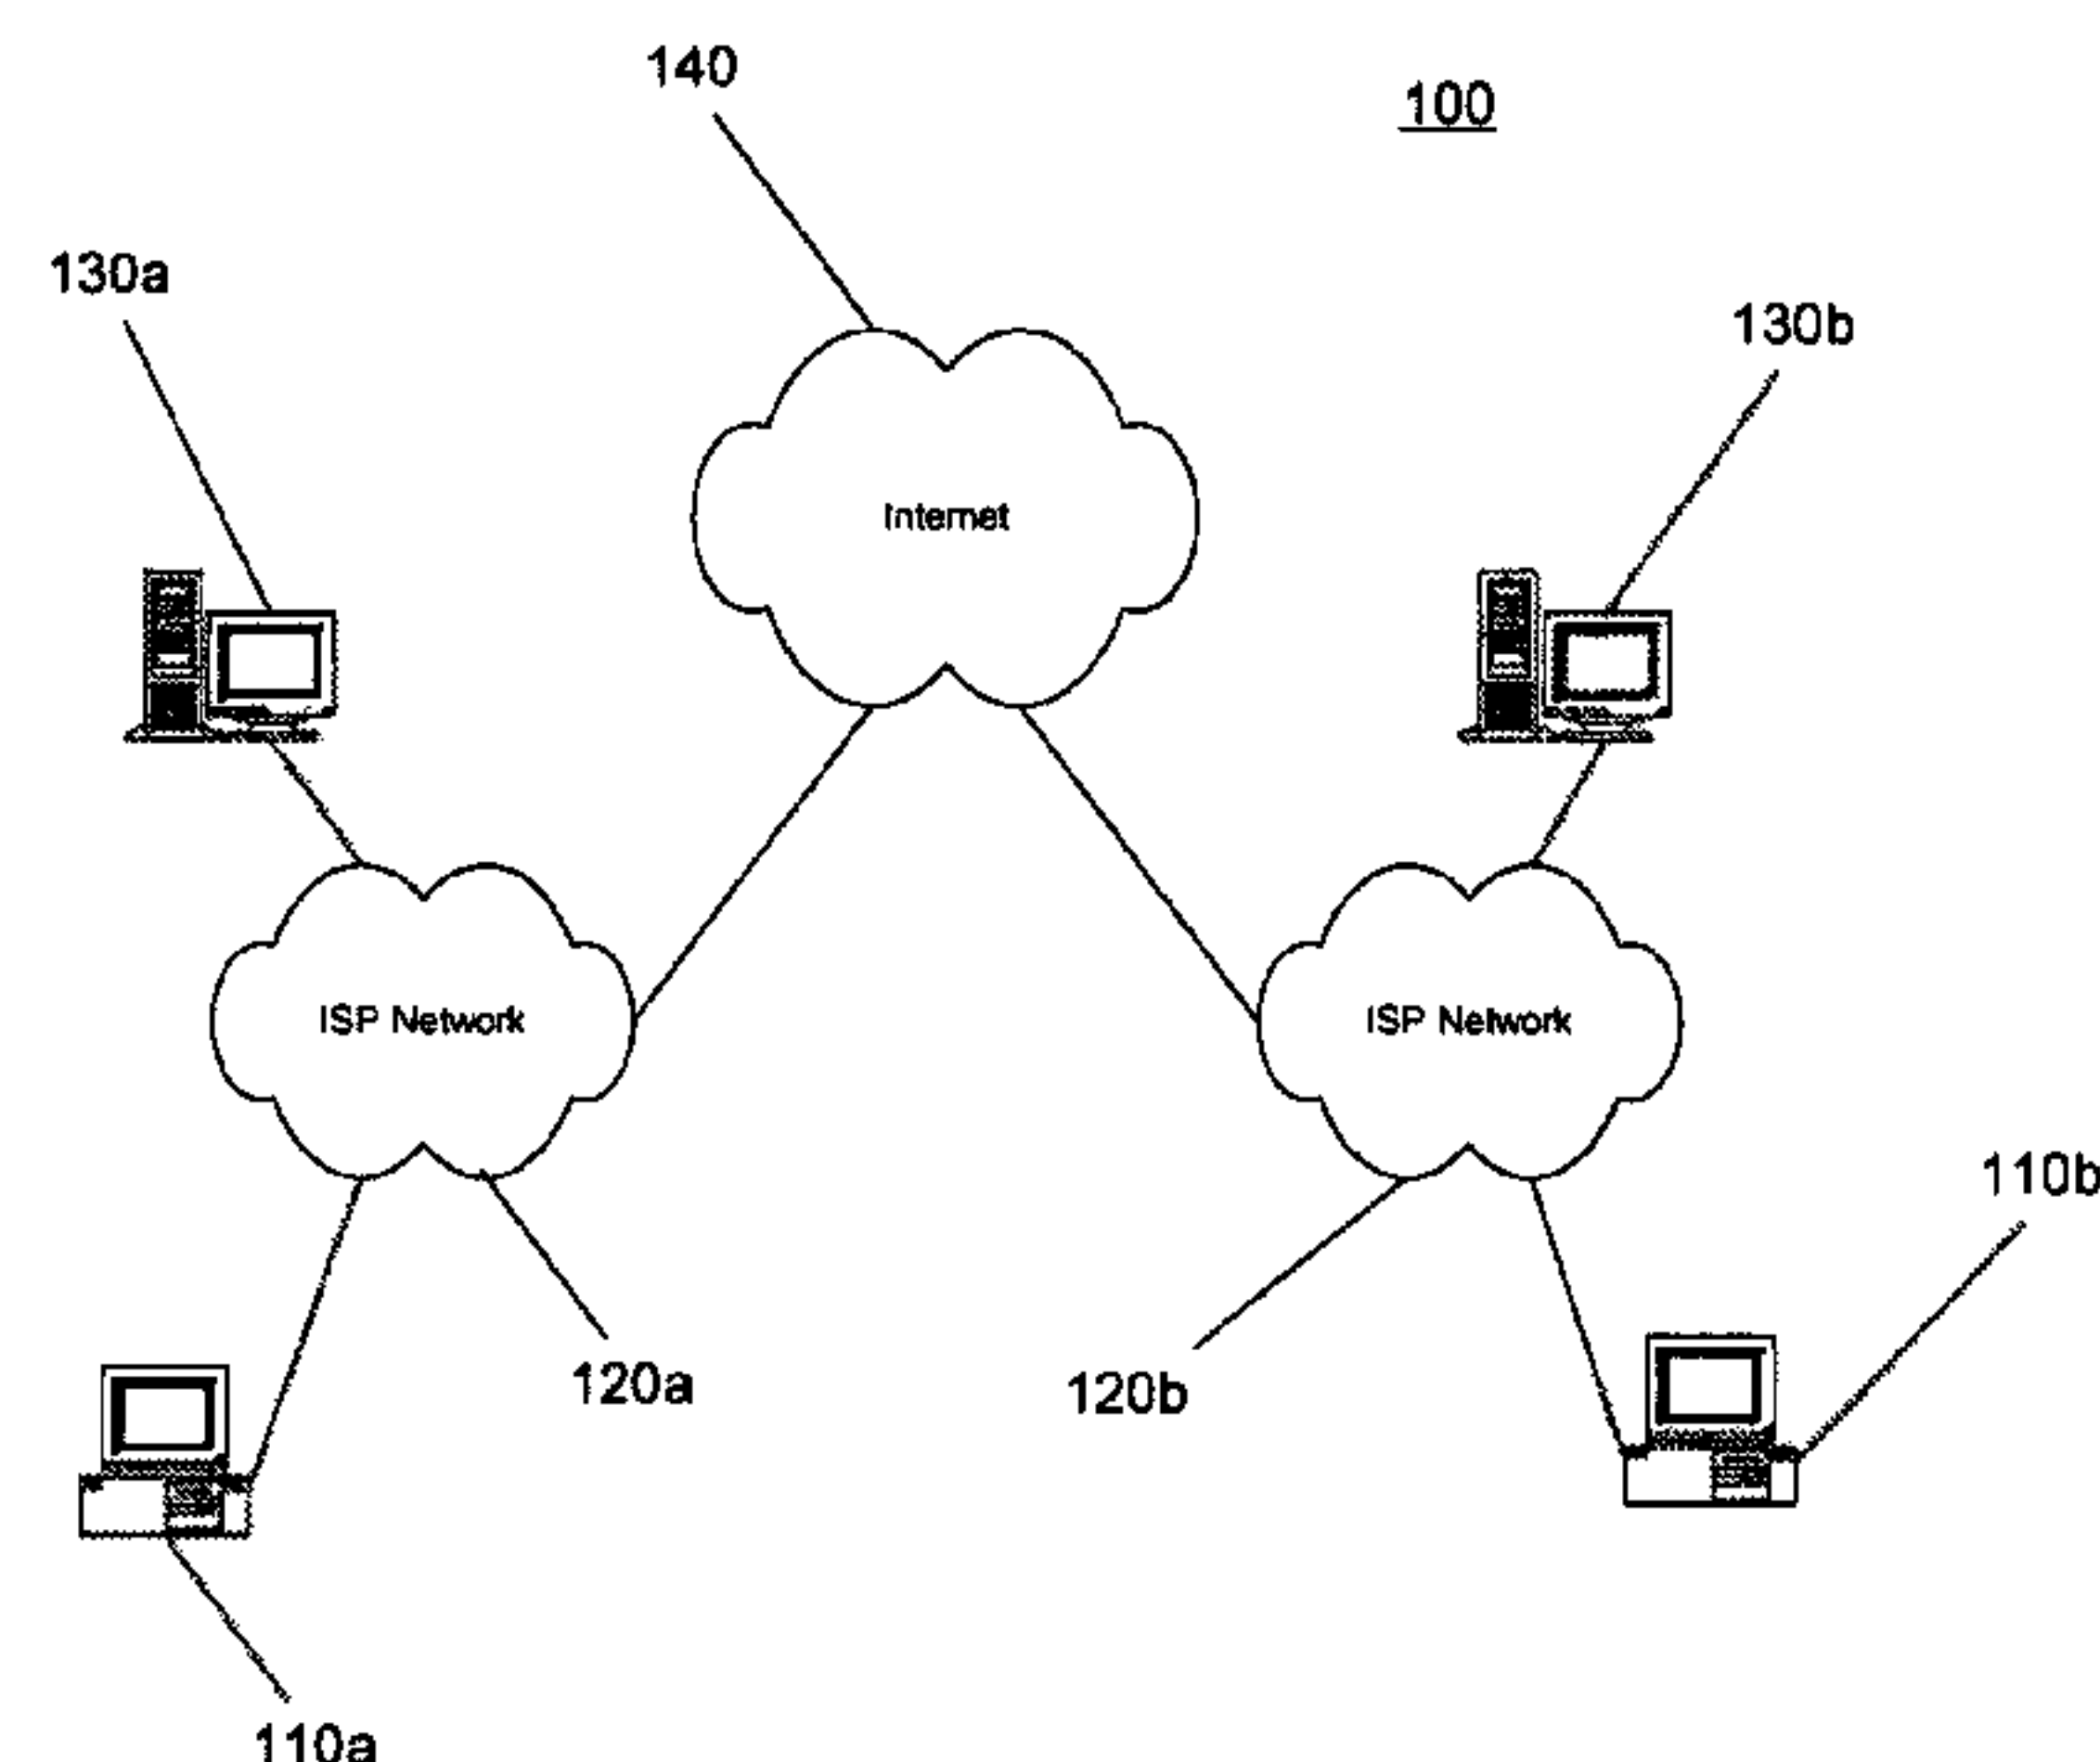 140
100
130a
130b
Internet
ISP Network
ISP Network
110b
120a
120b
110a